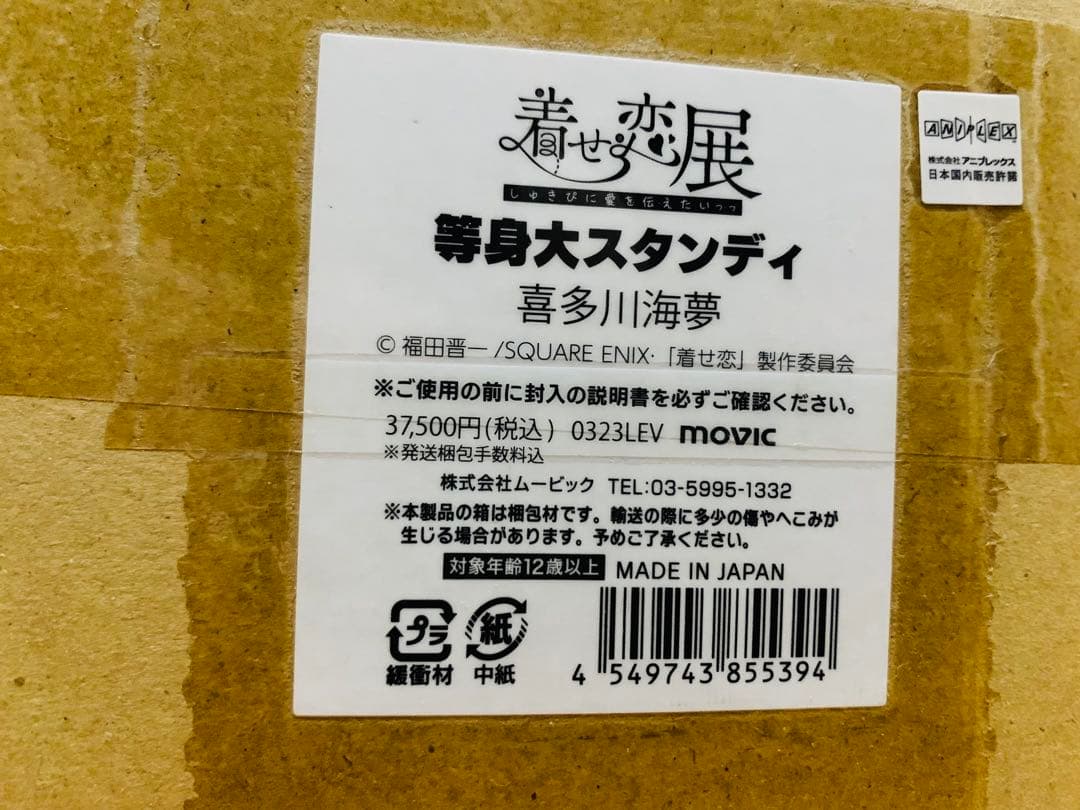 着せ恋展
しゅきぴに愛を伝えたいっっ
等身大スタンディ
喜多川海夢
© 福田晋一/SQUARE ENIX・「着せ恋」製作委員会
※ご使用の前に封入の説明書を必ずご確認ください。
37,500円(税込) 0323LEV movic
※発送梱包手数料込
株式会社ムービック TEL:03-5995-1332
※本製品の箱は梱包材です。輸送の際に多少の傷やへこみが
生じる場合があります。予めご了承ください。
対象年齢12歳以上 MADE IN JAPAN
プラ 紙
緩衝材 中紙
4 549743 855394
ANIPLEX
株式会社アニプレックス
日本国内販売許諾